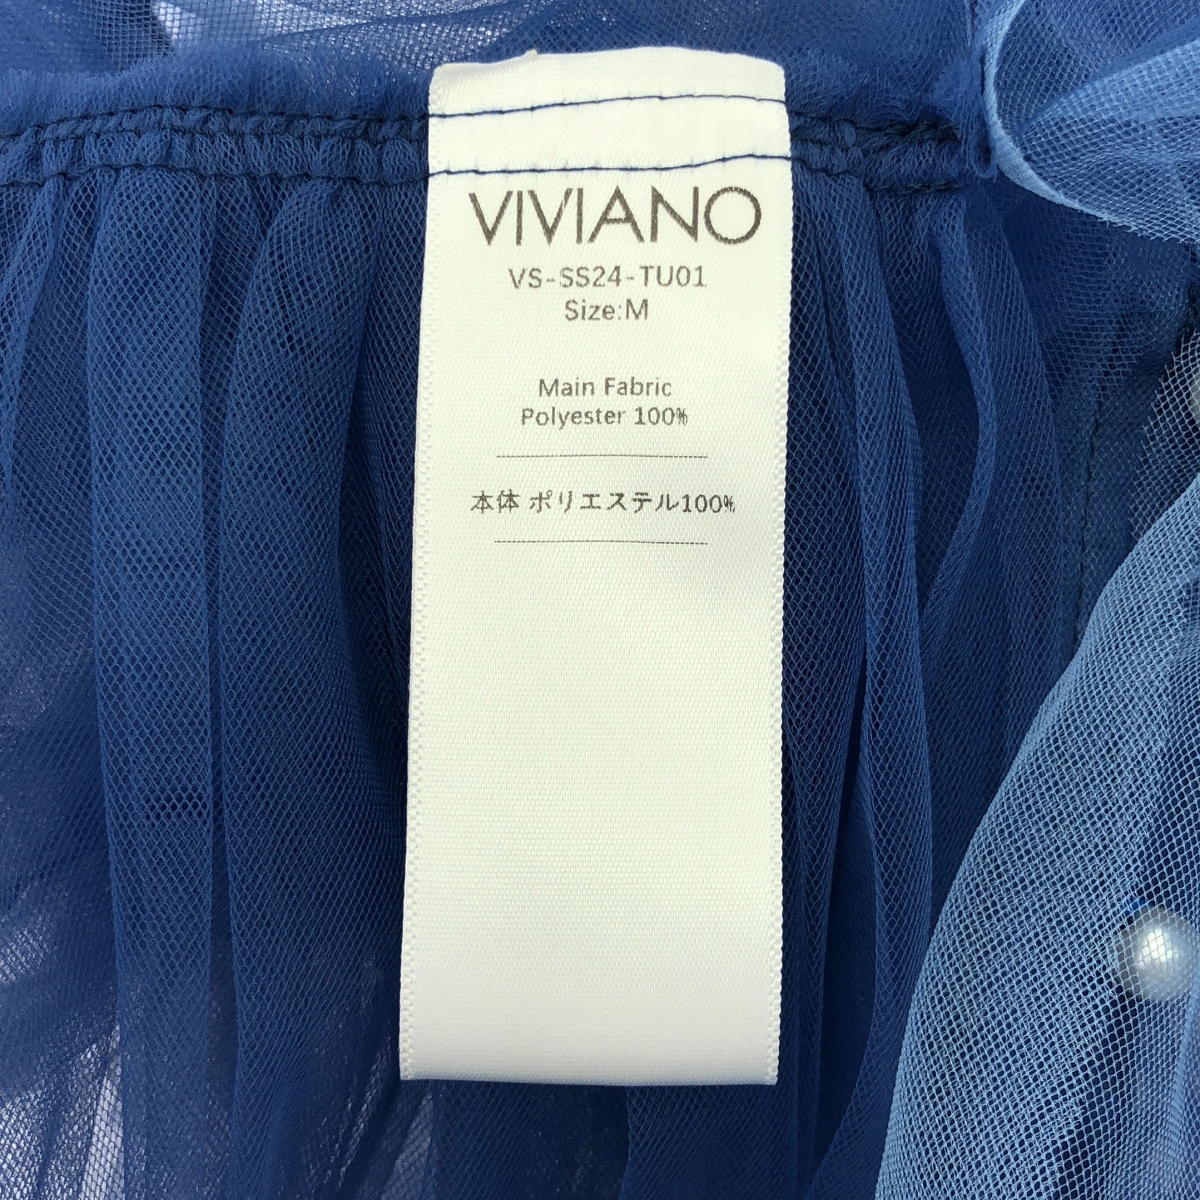 VIVIANO
VS-SS24-TU01
Size:M
Main Fabric
Polyester 100%
本体 ポリエステル100%